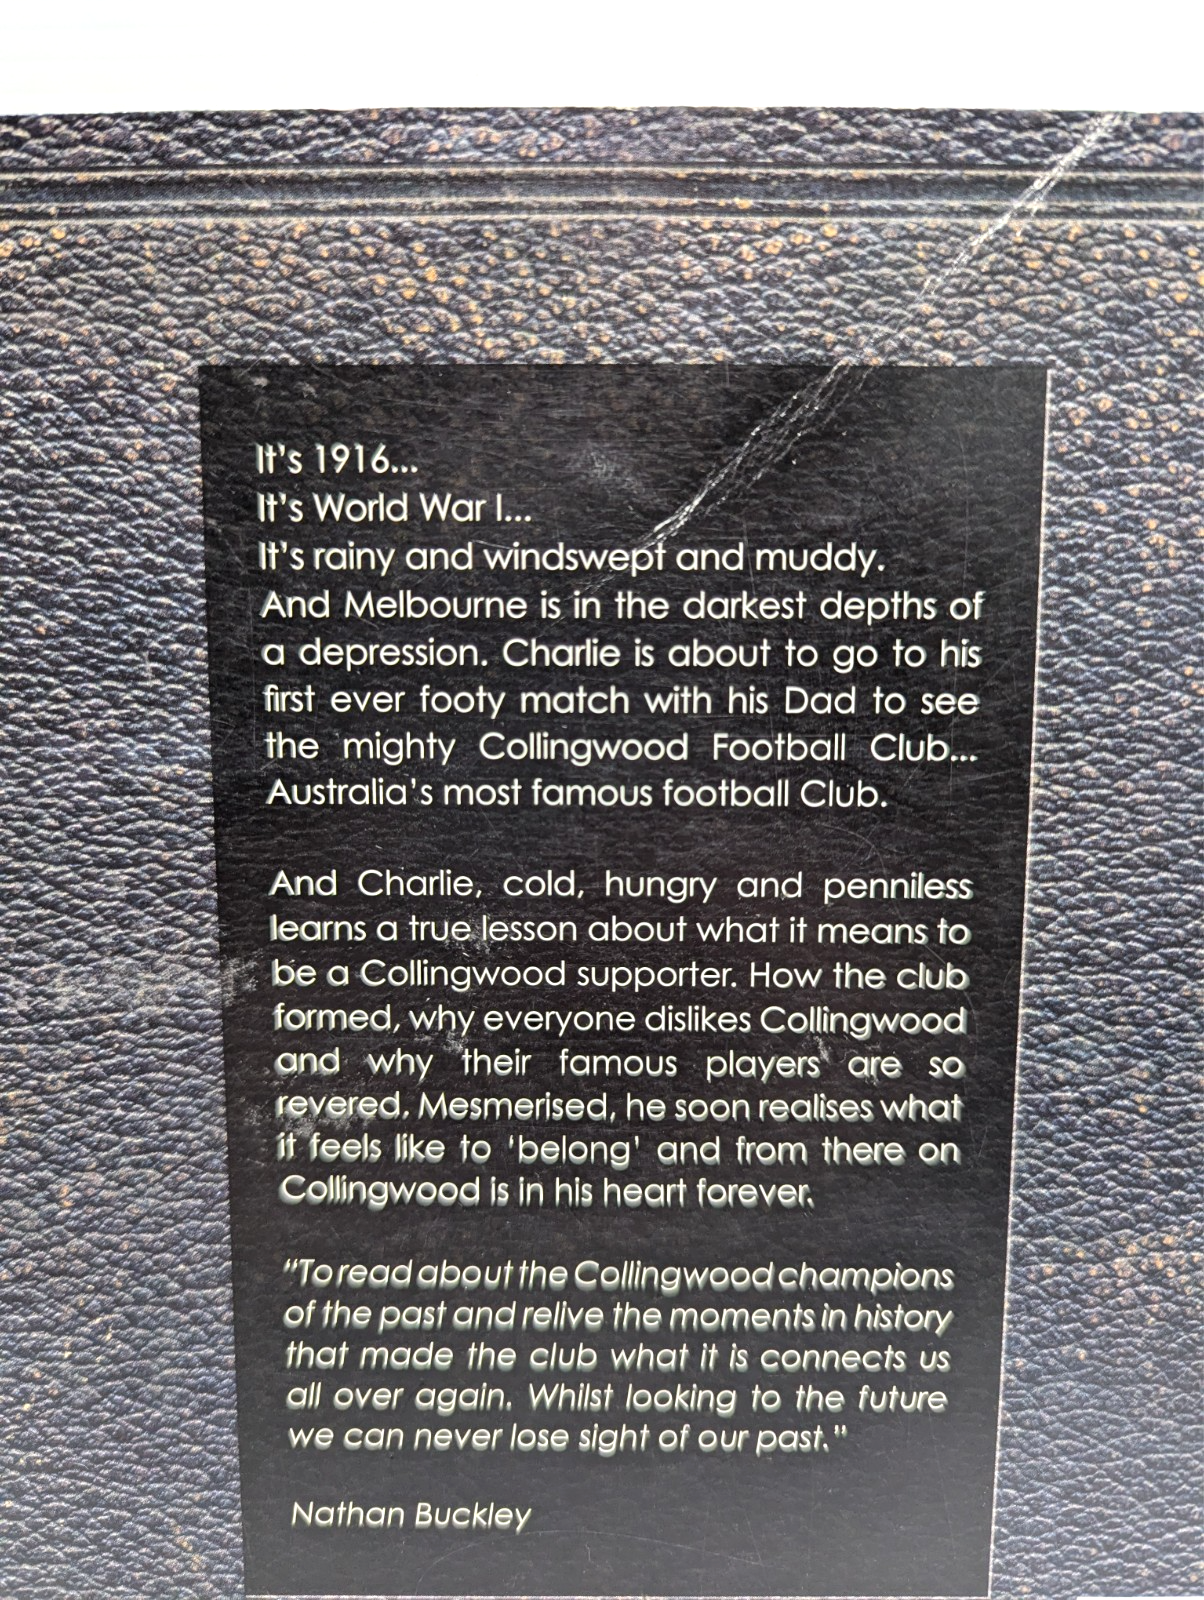 It's 1916...
It's World War I...
It's rainy and windswept and muddy.
And Melbourne is in the darkest depths of
a depression. Charlie is about to go to his
first ever footy match with his Dad to see
the mighty Collingwood Football Club...
Australia's most famous football Club.
And Charlie, cold, hungry and penniless
learns a true lesson about what it means to
be a Collingwood supporter. How the club
formed, why everyone dislikes Collingwood
and why their famous players are so
revered. Mesmerised, he soon realises what
it feels like to 'belong' and from there on
Collingwood is in his heart forever.
"To read about the Collingwood champions
of the past and relive the moments in history
that made the club what it is connects us
all over again. Whilst looking to the future
we can never lose sight of our past."
Nathan Buckley